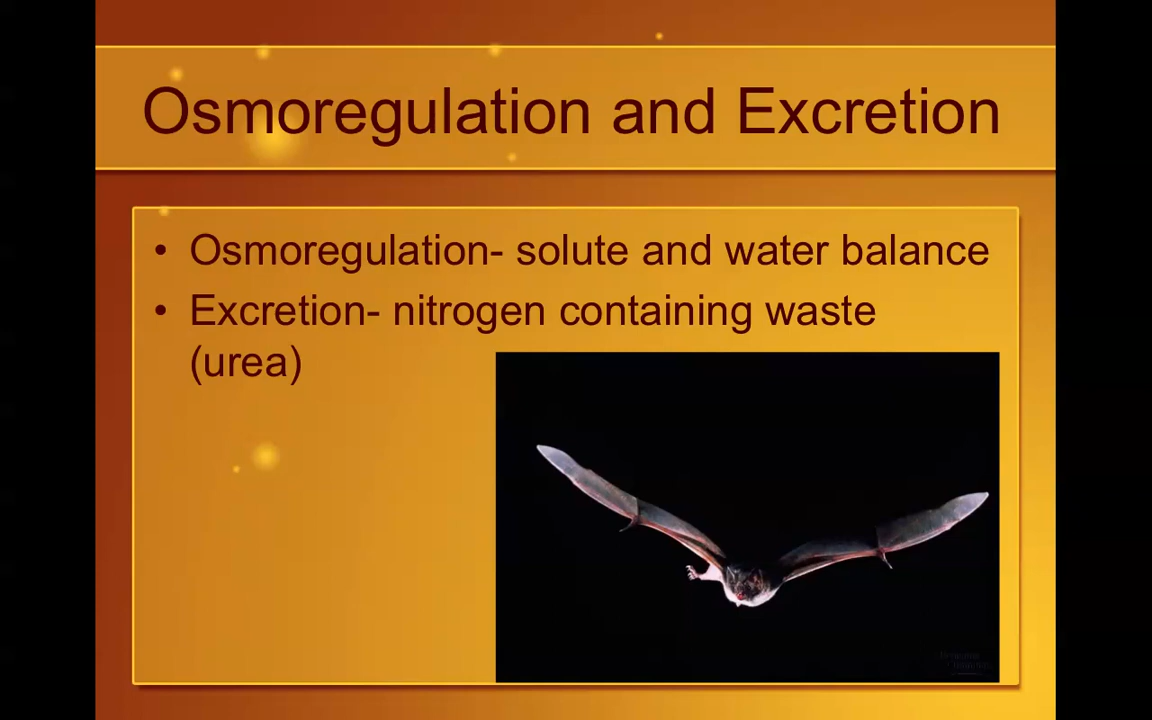 Osmoregulation and Excretion
• Osmoregulation- solute and water balance
• Excretion- nitrogen containing waste
(urea)